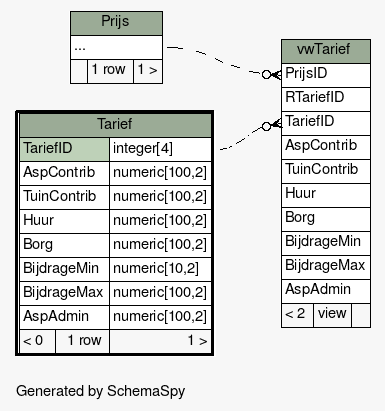 Prijs
...
1 row 1 >
vwTarief
PrijsID
RTariefID
TariefID
AspContrib
TuinContrib
Huur
Borg
BijdrageMin
BijdrageMax
AspAdmin
< 2 view
Tarief
TariefID integer[4]
AspContrib numeric[100,2]
TuinContrib numeric[100,2]
Huur numeric[100,2]
Borg numeric[100,2]
BijdrageMin numeric[10,2]
BijdrageMax numeric[100,2]
AspAdmin numeric[100,2]
< 0 1 row 1 >
Generated by SchemaSpy